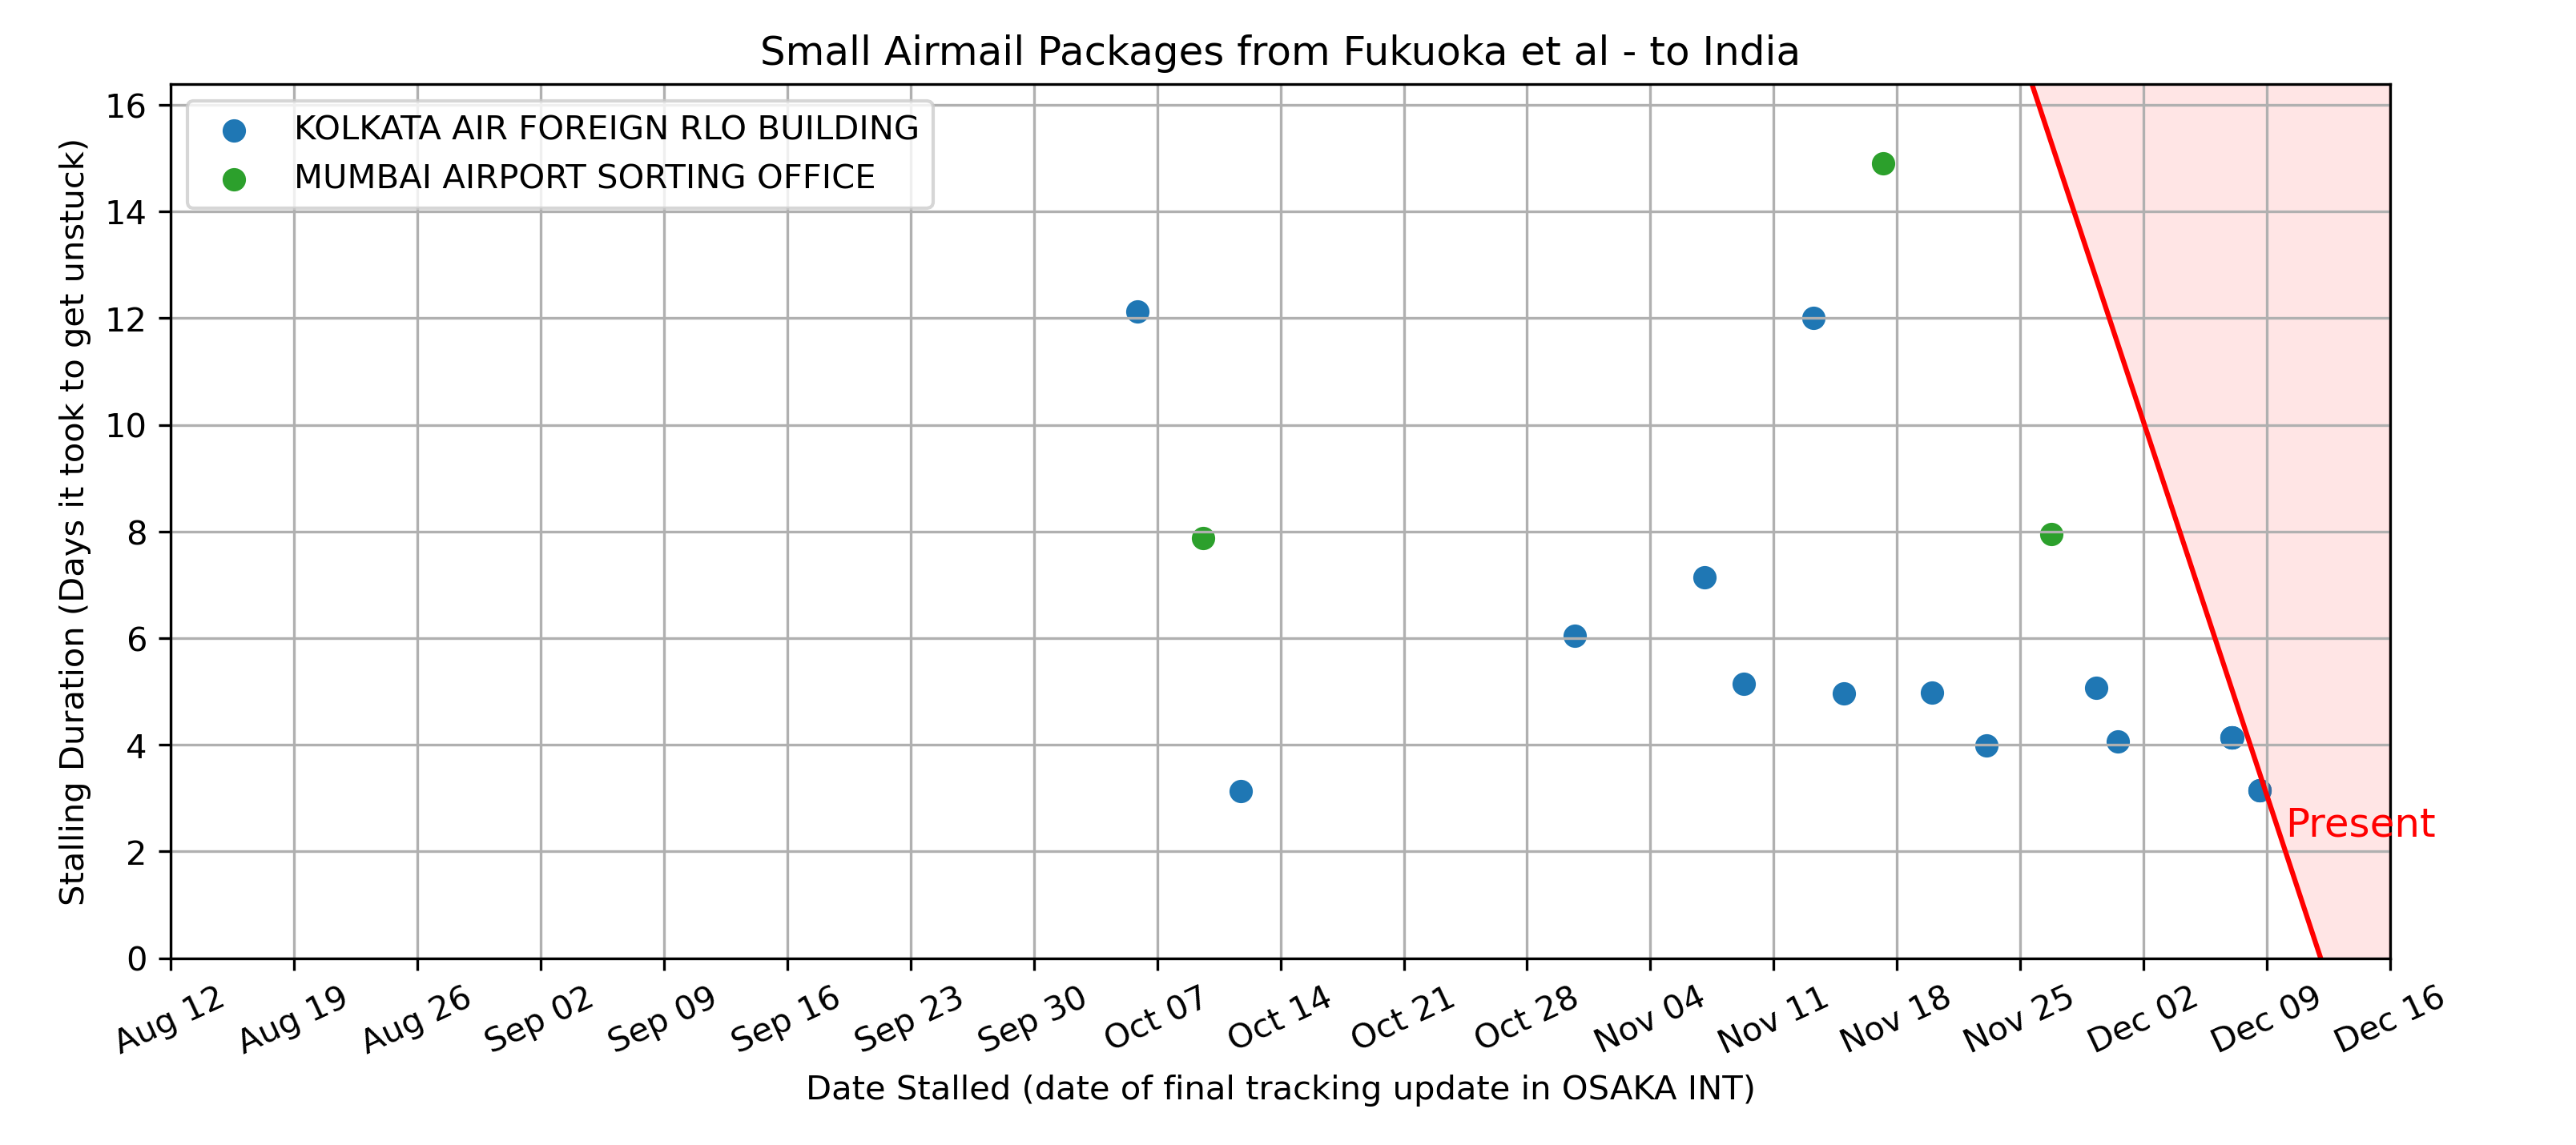 Small Airmail Packages from Fukuoka et al - to India
KOLKATA AIR FOREIGN RLO BUILDING
MUMBAI AIRPORT SORTING OFFICE
Stalling Duration (Days it took to get unstuck)
16
14
12
10
8
6
4
2
0
Present
Aug 12 Aug 19 Aug 26 Sep 02 Sep 09 Sep 16 Sep 23 Sep 30 Oct 07 Oct 14 Oct 21 Oct 28 Nov 04 Nov 11 Nov 18 Nov 25 Dec 02 Dec 09 Dec 16
Date Stalled (date of final tracking update in OSAKA INT)